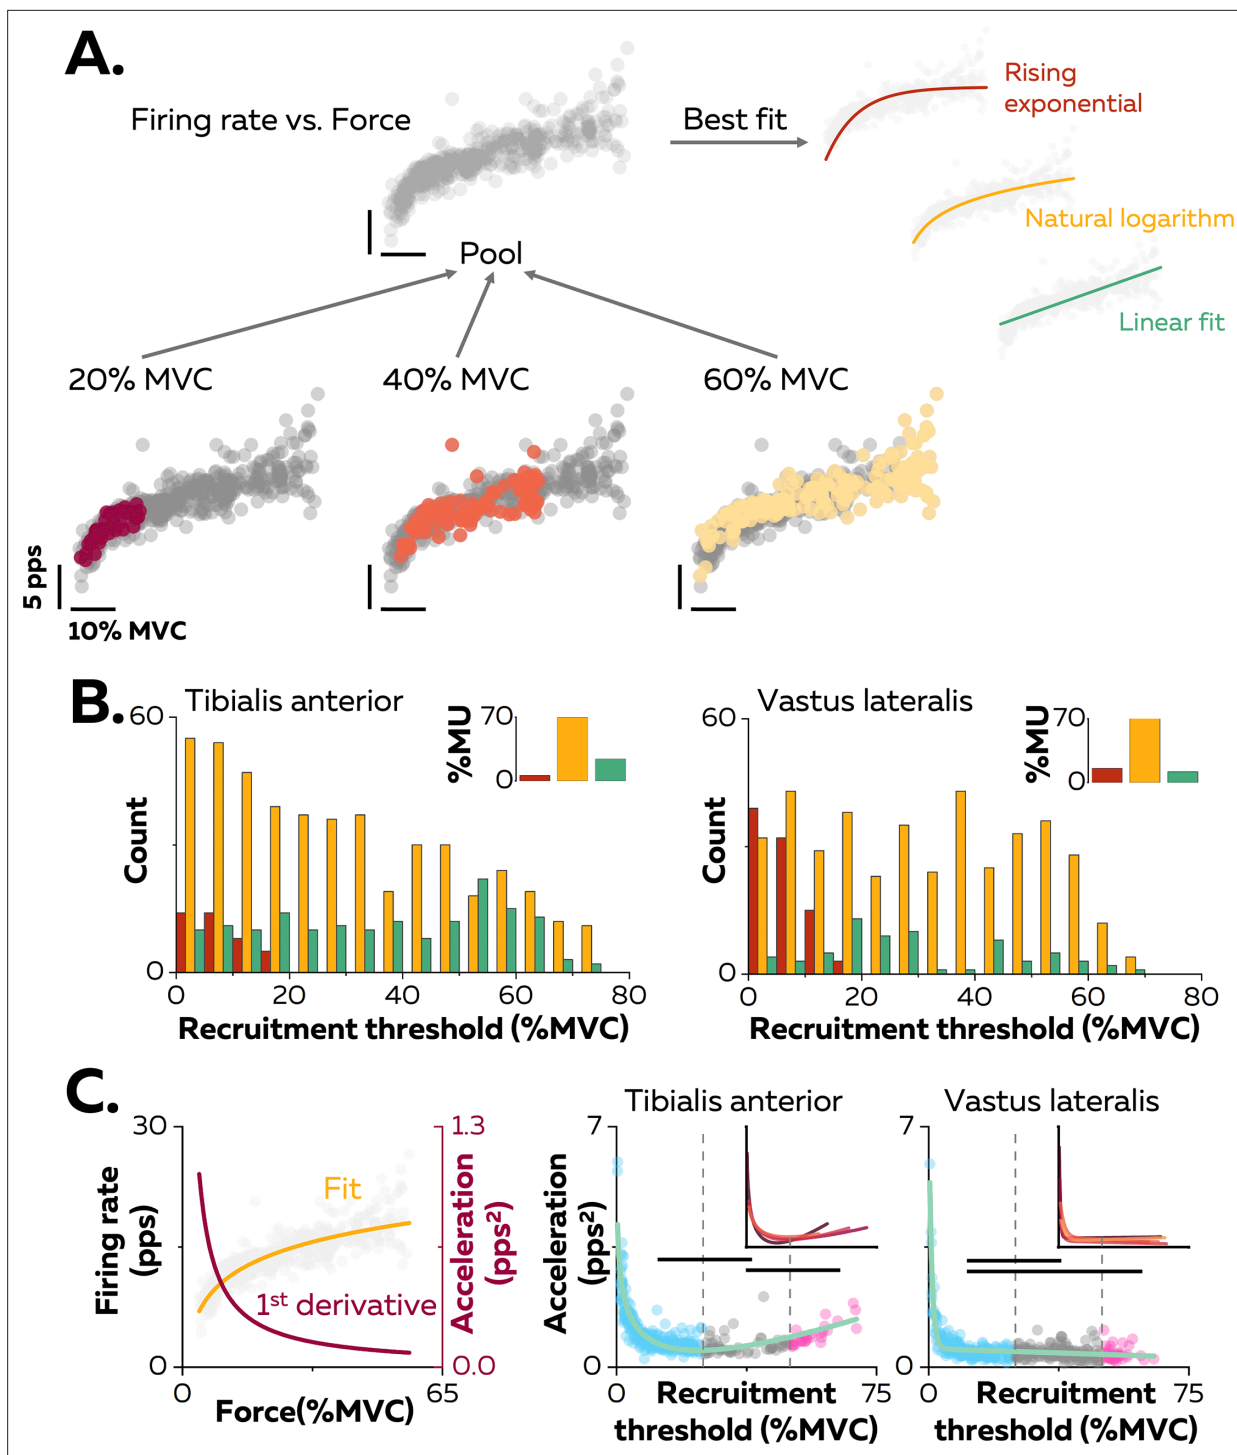 A.
Firing rate vs. Force
Best fit
Rising
exponential
Natural logarithm
Linear fit
Pool
20% MVC
40% MVC
60% MVC
5 pps
10% MVC
B.
Tibialis anterior
60
0
Count
0 20 40 60 80
Recruitment threshold (%MVC)
70
0
%MU
Vastus lateralis
60
0
Count
0 20 40 60 80
Recruitment threshold (%MVC)
70
0
%MU
C.
30
0
Firing rate
(pps)
Fit
1st derivative
1.3
0.0
Acceleration
(pps²)
0 65
Force(%MVC)
Tibialis anterior
7
0
Acceleration
(pps²)
0 75
Recruitment
threshold (%MVC)
Vastus lateralis
7
0
0 75
Recruitment
threshold (%MVC)